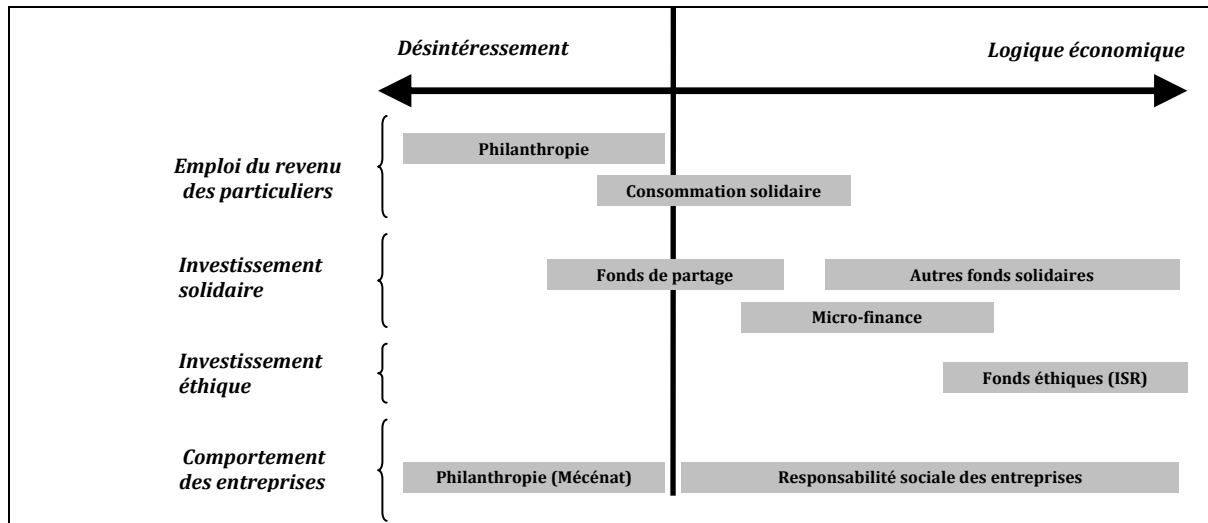 Désintéressement
Logique économique
Emploi du revenu
des particuliers
Philanthropie
Consommation solidaire
Investissement
solidaire
Fonds de partage
Autres fonds solidaires
Micro-finance
Investissement
éthique
Fonds éthiques (ISR)
Comportement
des entreprises
Philanthropie (Mécénat)
Responsabilité sociale des entreprises